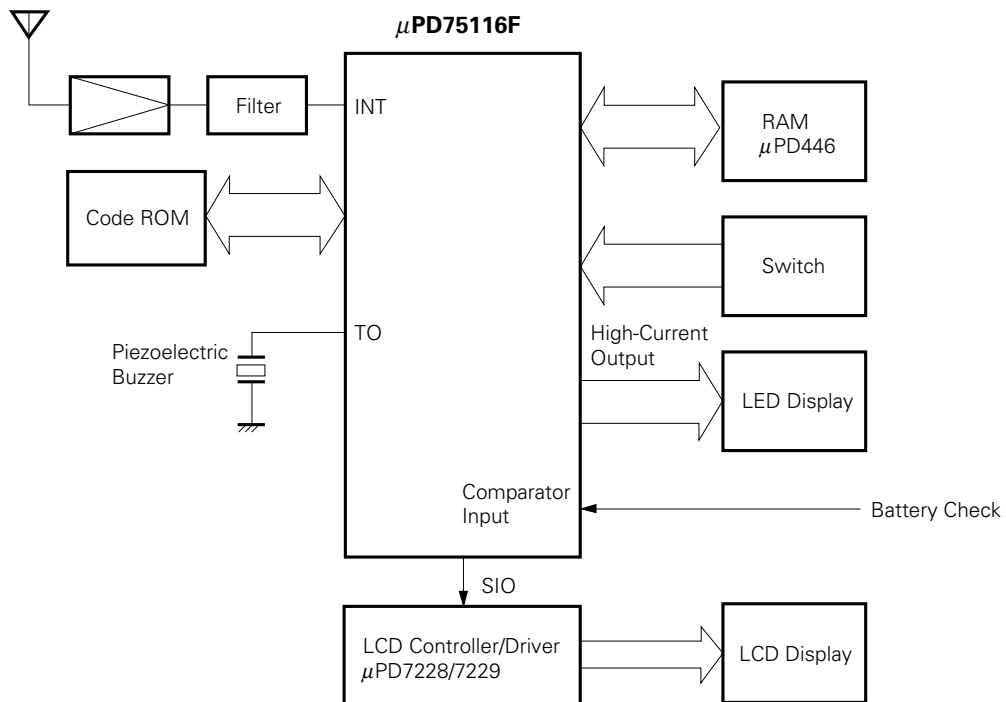 μPD75116F
Filter
INT
RAM
μPD446
Code ROM
Switch
TO
High-Current
Output
Piezoelectric
Buzzer
LED Display
Comparator
Input
Battery Check
SIO
LCD Controller/Driver
μPD7228/7229
LCD Display